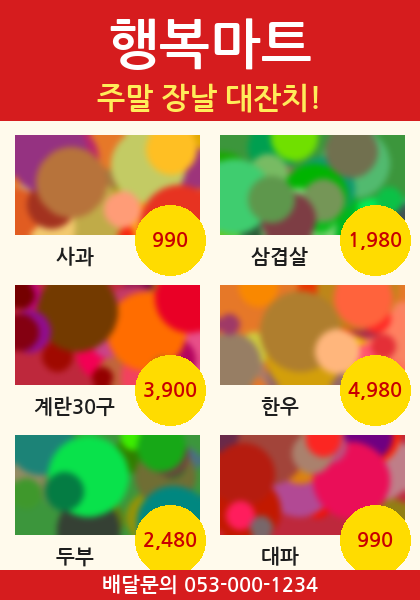 행복마트
주말 장날 대잔치!
990
1,980
사과
삼겹살
3,900
4,980
계란30구
한우
2,480
990
두부
대파
배달문의 053-000-1234